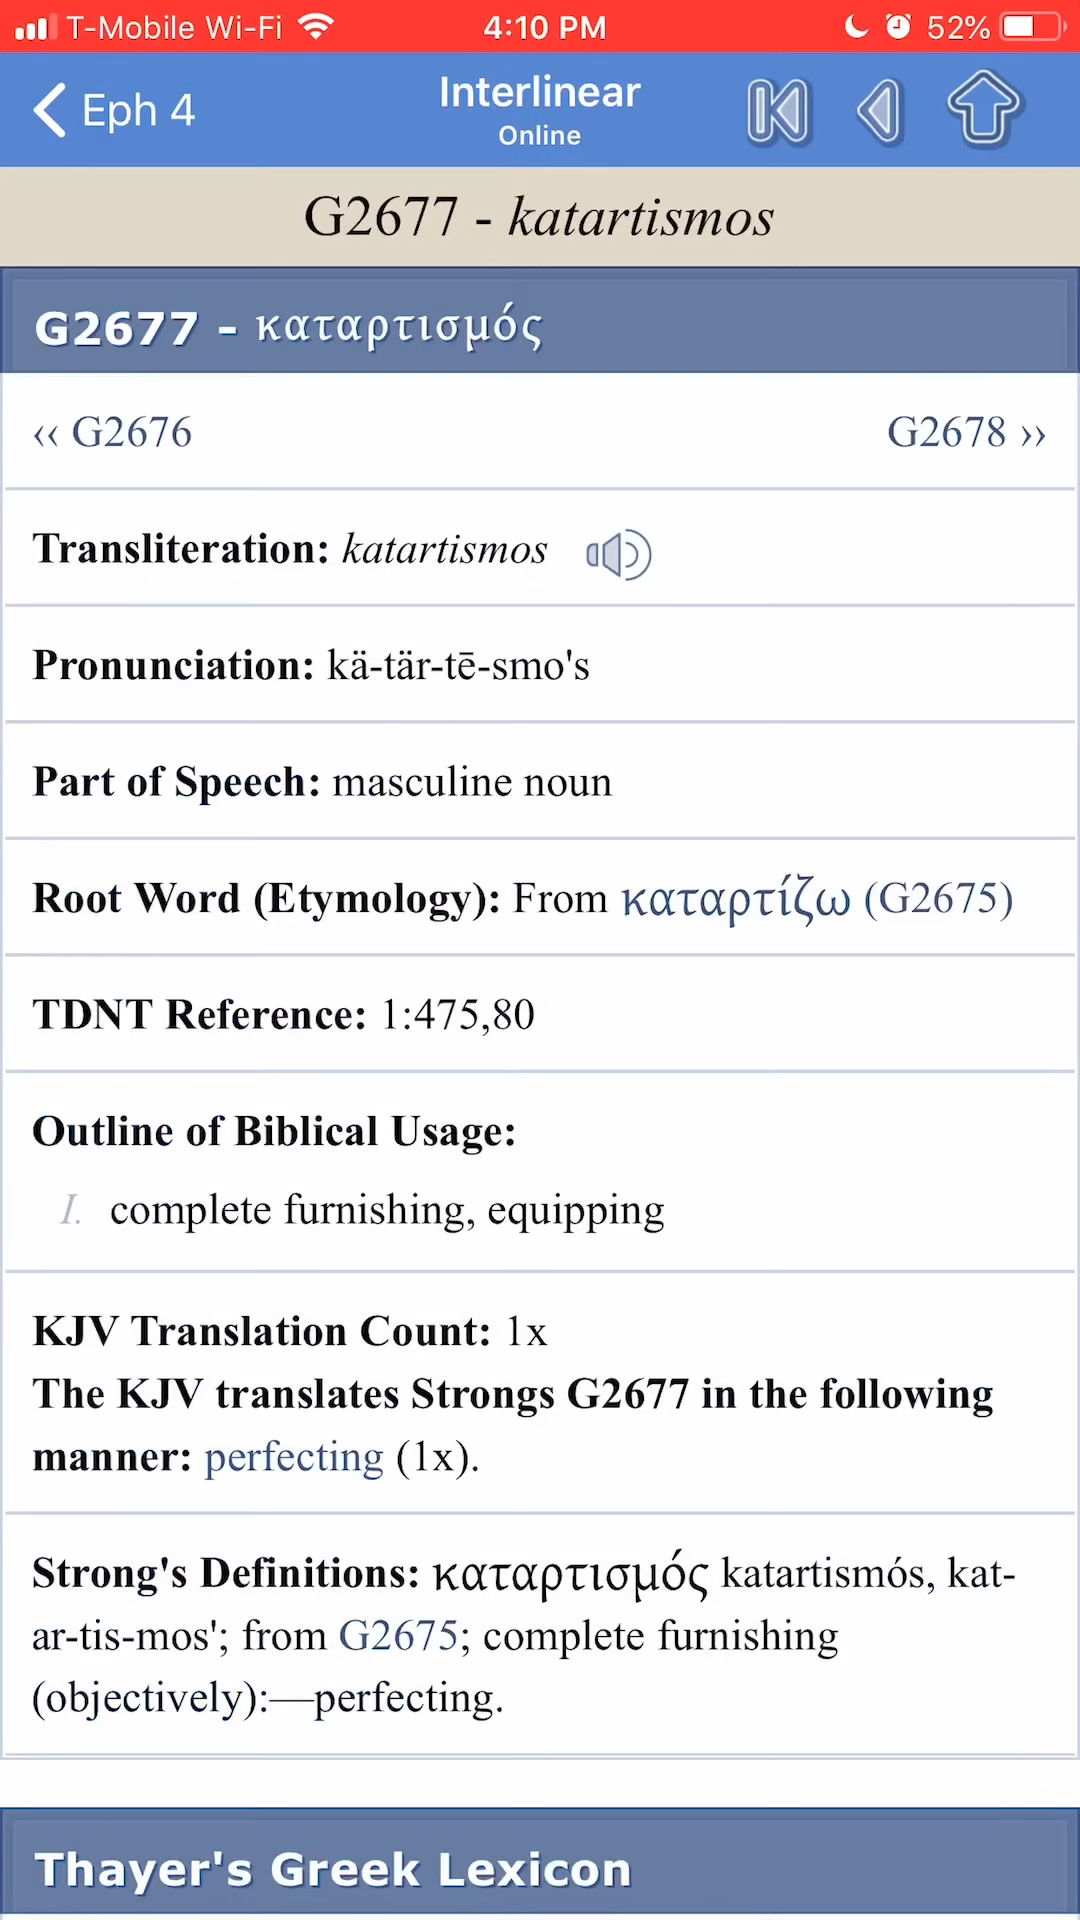 T-Mobile Wi-Fi 4:10 PM 52%
Eph 4 Interlinear
Online
G2677 - katartismos
G2677 - καταρτισμός
‹‹ G2676 G2678 ››
Transliteration: katartismos
Pronunciation: kä-tär-tē-smo's
Part of Speech: masculine noun
Root Word (Etymology): From καταρτίζω (G2675)
TDNT Reference: 1:475,80
Outline of Biblical Usage:
I. complete furnishing, equipping
KJV Translation Count: 1x
The KJV translates Strongs G2677 in the following
manner: perfecting (1x).
Strong's Definitions: καταρτισμός katartismós, kat-
ar-tis-mos'; from G2675; complete furnishing
(objectively):—perfecting.
Thayer's Greek Lexicon